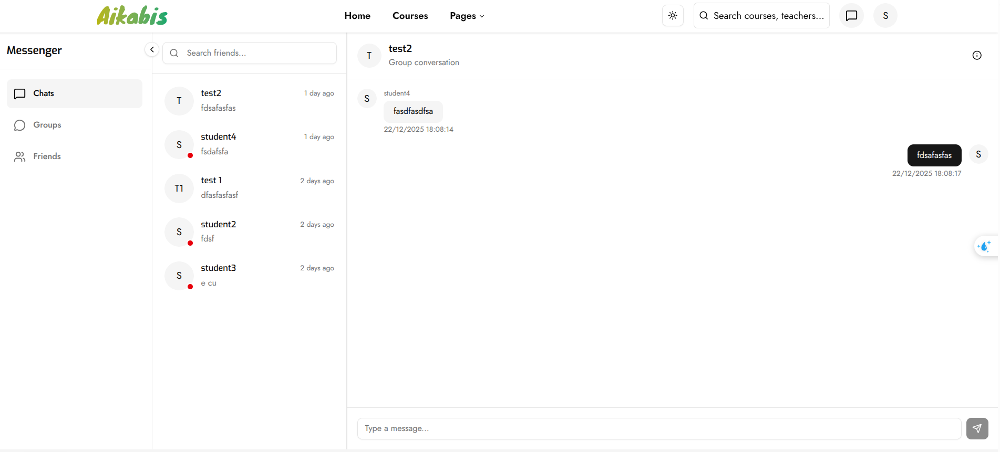 Aikabis
Home
Courses
Pages
Search courses, teachers...
S
Messenger
Chats
Groups
Friends
Search friends...
T
test2
1 day ago
fdsafasfas
S
student4
1 day ago
fsdafsfa
T1
test 1
2 days ago
dfasfasfasf
S
student2
2 days ago
fdsf
S
student3
2 days ago
e cu
T
test2
Group conversation
S
student4
fasdfasdfsa
22/12/2025 18:08:14
fdsafasfas
S
22/12/2025 18:08:17
Type a message...